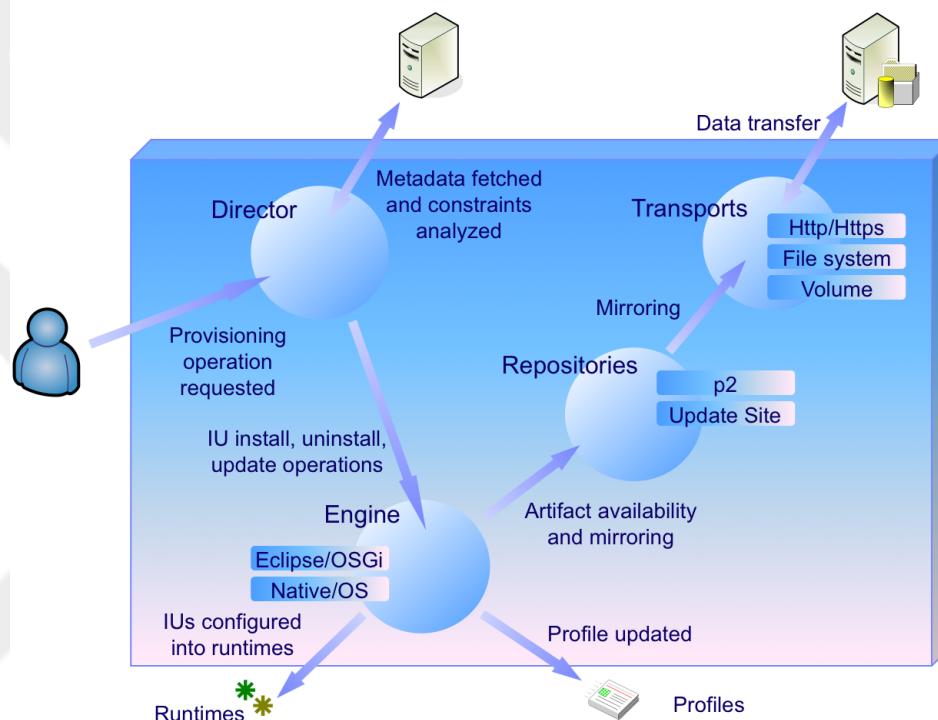 Data transfer
Director
Metadata fetched
and constraints
analyzed
Transports
Http/Https
File system
Volume
Mirroring
Provisioning
operation
requested
Repositories
p2
Update Site
IU install, uninstall,
update operations
Engine
Artifact availability
and mirroring
Eclipse/OSGi
Native/OS
IUs configured
into runtimes
Profile updated
Runtimes
Profiles